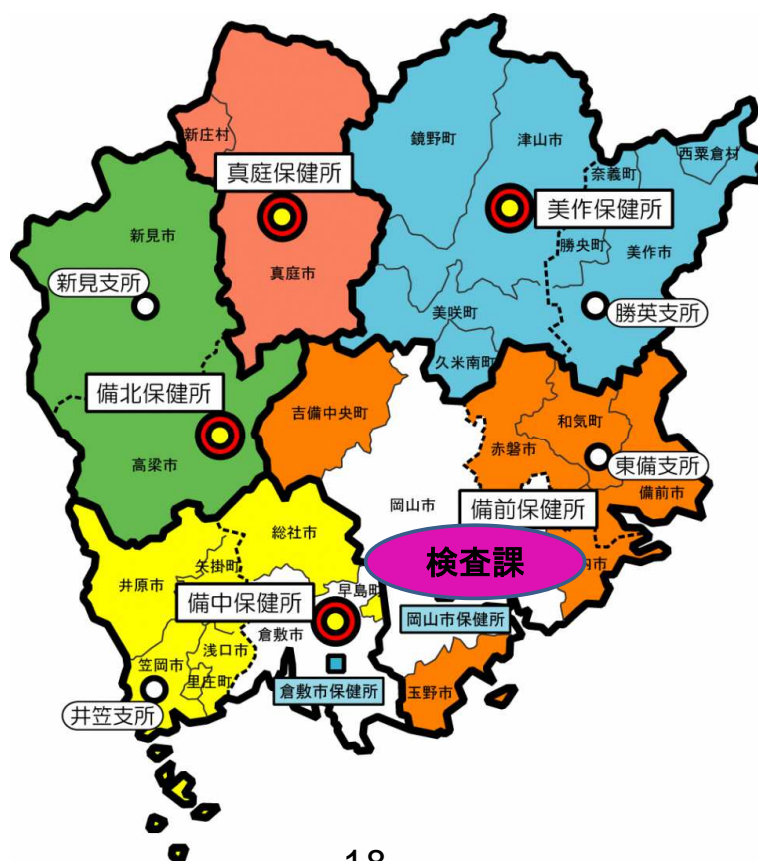 新庄村
鏡野町
津山市
西粟倉村
真庭保健所
奈義町
美作保健所
新見市
勝央町
美作市
真庭市
新見支所
勝英支所
美咲町
久米南町
備北保健所
吉備中央町
和気町
赤磐市
東備支所
高梁市
岡山市
備前保健所
備前市
総社市
検査課
内市
矢掛町
井原市
早島町
備中保健所
岡山市保健所
倉敷市
浅口市
笠岡市
里庄町
倉敷市保健所
玉野市
井笠支所
18